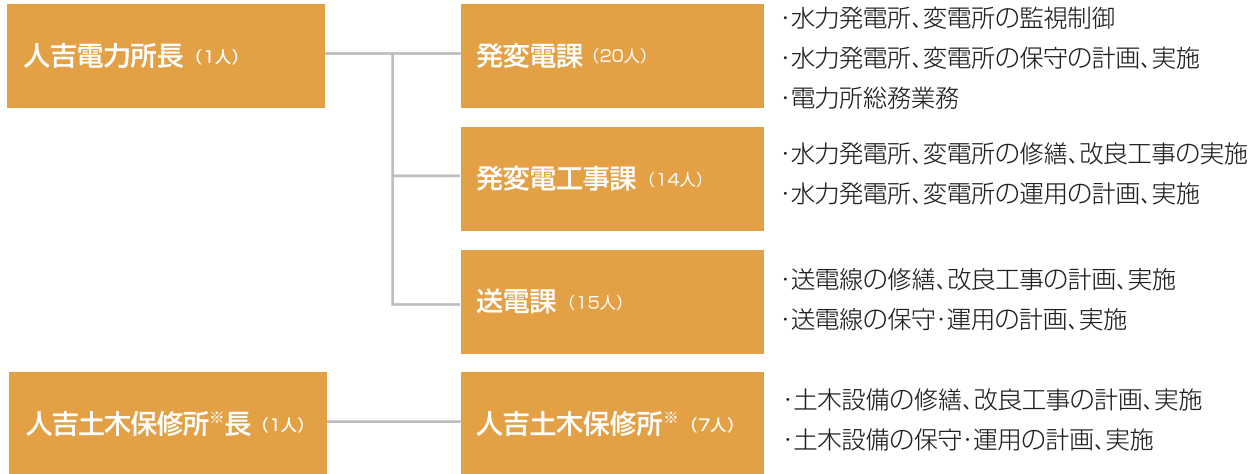 人吉電力所長（1人）
発変電課（20人）
・水力発電所、変電所の監視制御
・水力発電所、変電所の保守の計画、実施
・電力所総務業務
発変電工事課（14人）
・水力発電所、変電所の修繕、改良工事の実施
・水力発電所、変電所の運用の計画、実施
送電課（15人）
・送電線の修繕、改良工事の計画、実施
・送電線の保守・運用の計画、実施
人吉土木保修所※長（1人）
人吉土木保修所※（7人）
・土木設備の修繕、改良工事の計画、実施
・土木設備の保守・運用の計画、実施